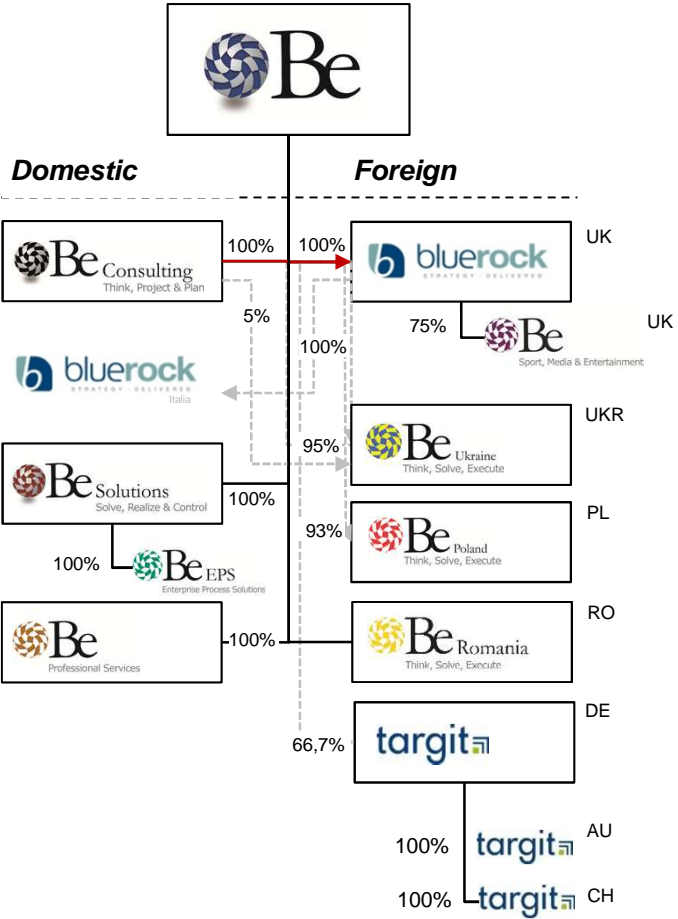 Be
Domestic
Foreign
Be Consulting
Think, Project & Plan
100%
100%
bluerock
STRATEGY - DELIVERED
UK
5%
100%
75%
Be
Sport, Media & Entertainment
UK
bluerock
STRATEGY - DELIVERED
Italia
95%
Be Ukraine
Think, Solve, Execute
UKR
Be Solutions
Solve, Realize & Control
100%
93%
Be Poland
Think, Solve, Execute
PL
100%
Be EPS
Enterprise Process Solutions
Be
Professional Services
100%
Be Romania
Think, Solve, Execute
RO
66,7%
targit
DE
100%
targit
AU
100%
targit
CH